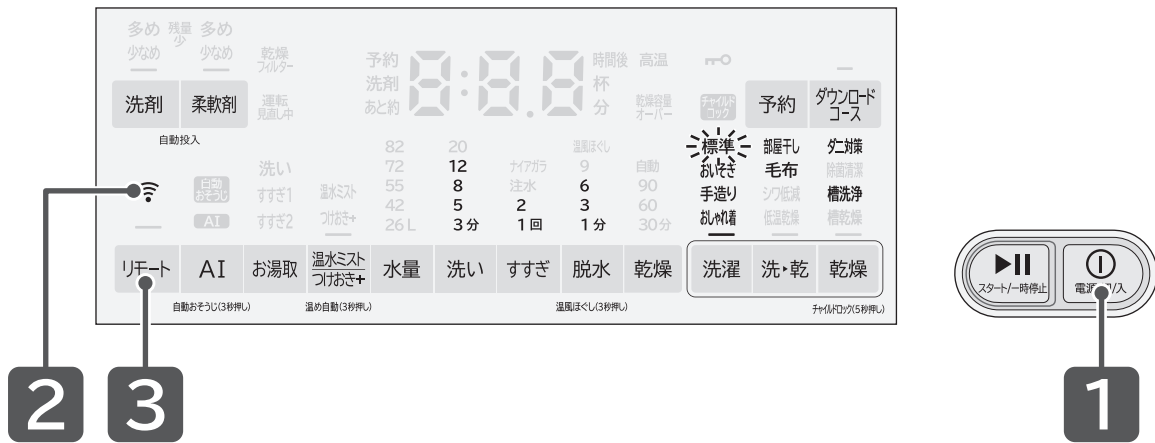 多め 残量少 多め
少なめ 少なめ
乾燥フィルター
予約
洗剤
あと約
8:8.8
時間後
杯
分
高温
乾燥容量オーバー
チャイルドロック
運転見直し中
洗剤 柔軟剤
自動投入
予約 ダウンロードコース
自動おそうじ
AI
洗い
すすぎ1
すすぎ2
温水ミスト
つけおき+
82
72
55
42
26L
20
12
8
5
3分
ナイアガラ
注水
2
1回
温風ほぐし
9
6
3
1分
自動
90
60
30分
標準
おいそぎ
手造り
おしゃれ着
部屋干し
毛布
シワ低減
低温乾燥
ダニ対策
除菌清潔
槽洗浄
槽乾燥
リモート AI お湯取 温水ミスト つけおき+ 水量 洗い すすぎ 脱水 乾燥 洗濯 洗・乾 乾燥
自動おそうじ(3秒押し) 温め自動(3秒押し) 温風ほぐし(3秒押し) チャイルドロック(5秒押し)
スタート/一時停止
電源 /入
2 3 1